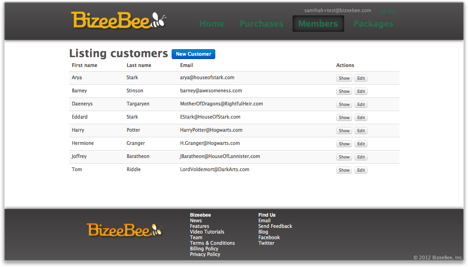 BizeeBee
samihah+test@bizeebee.com
Home Purchases Members Packages
Listing customers New Customer
First name Last name Email Actions
Arya Stark arya@houseofstark.com Show Edit
Barney Stinson barney@awesomeness.com Show Edit
Daenerys Targaryen MotherOfDragons@RightfulHeir.com Show Edit
Eddard Stark EStark@HouseOfStark.com Show Edit
Harry Potter HarryPotter@Hogwarts.com Show Edit
Hermione Granger H.Granger@Hogwarts.com Show Edit
Joffrey Baratheon JBaratheon@HouseOfLannister.com Show Edit
Tom Riddle LordVoldemort@DarkArts.com Show Edit
BizeeBee
Bizeebee
News
Features
Video Tutorials
Team
Terms & Conditions
Billing Policy
Privacy Policy
Find Us
Email
Send Feedback
Blog
Facebook
Twitter
© 2012 BizeeBee, Inc.